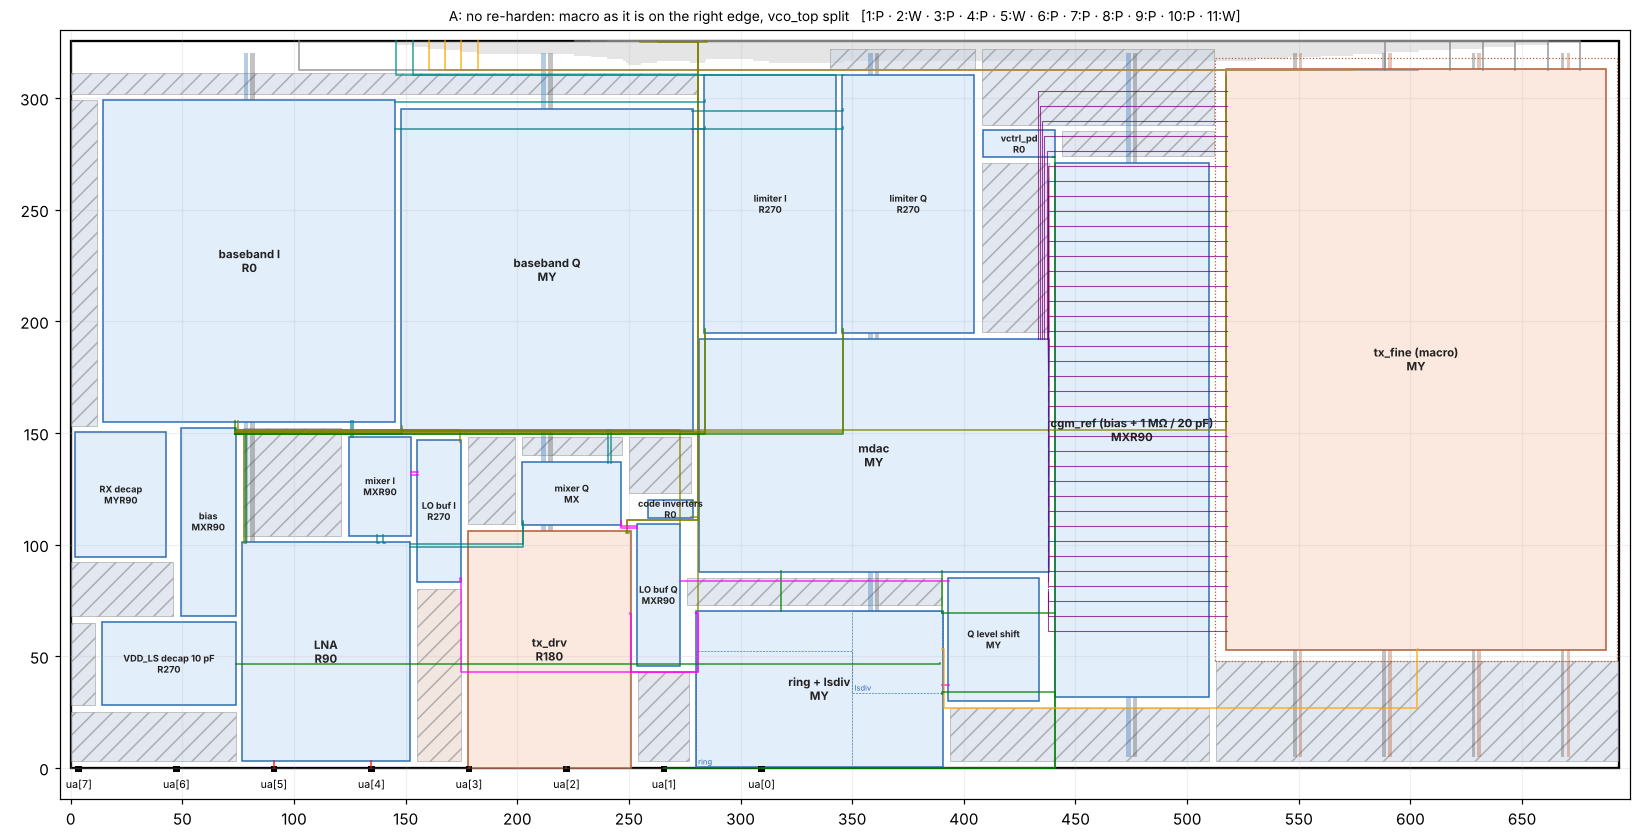 A: no re-harden: macro as it is on the right edge, vco_top split [1:P · 2:W · 3:P · 4:P · 5:W · 6:P · 7:P · 8:P · 9:P · 10:P · 11:W]
300
250
200
150
100
50
0
vctrl_pd
R0
limiter I
R270
limiter Q
R270
baseband I
R0
baseband Q
MY
tx_fine (macro)
MY
cgm_ref (bias + 1 MΩ / 20 pF)
MXR90
mdac
MY
RX decap
MYR90
bias
MXR90
mixer I
MXR90
LO buf I
R270
mixer Q
MX
code inverters
R0
LO buf Q
MXR90
VDD_LS decap 10 pF
R270
LNA
R90
tx_drv
R180
Q level shift
MY
ring + lsdiv
MY
lsdiv
ring
ua[7]
ua[6]
ua[5]
ua[4]
ua[3]
ua[2]
ua[1]
ua[0]
0
50
100
150
200
250
300
350
400
450
500
550
600
650